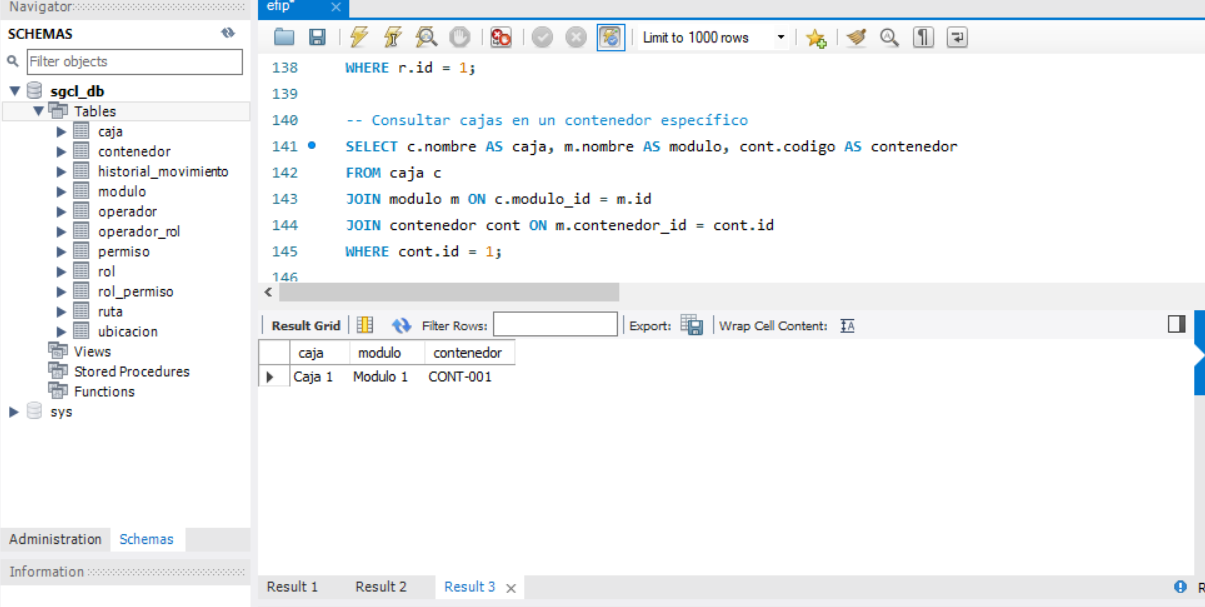 Navigator
SCHEMAS
Filter objects
sgcl_db
Tables
caja
contenedor
historial_movimiento
modulo
operador
operador_rol
permiso
rol
rol_permiso
ruta
ubicacion
Views
Stored Procedures
Functions
sys
Administration Schemas
Information
efip*
Limit to 1000 rows
138 WHERE r.id = 1;
139
140 -- Consultar cajas en un contenedor específico
141 SELECT c.nombre AS caja, m.nombre AS modulo, cont.codigo AS contenedor
142 FROM caja c
143 JOIN modulo m ON c.modulo_id = m.id
144 JOIN contenedor cont ON m.contenedor_id = cont.id
145 WHERE cont.id = 1;
146
Result Grid Filter Rows: Export: Wrap Cell Content:
caja modulo contenedor
Caja 1 Modulo 1 CONT-001
Result 1 Result 2 Result 3